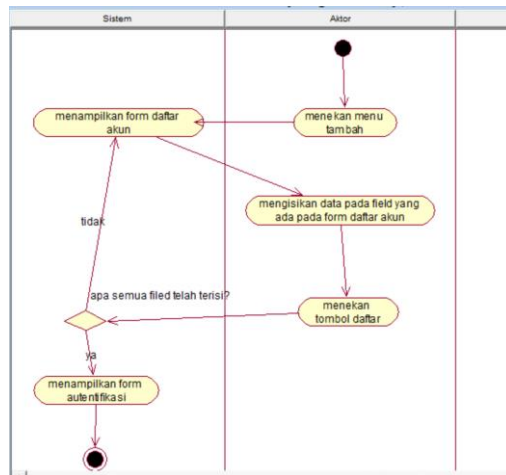 Sistem
Aktor
menampilkan form daftar
akun
menekan menu
tambah
mengisikan data pada field yang
ada pada form daftar akun
tidak
apa semua filed telah terisi?
menekan
tombol daftar
ya
menampilkan form
autentifikasi